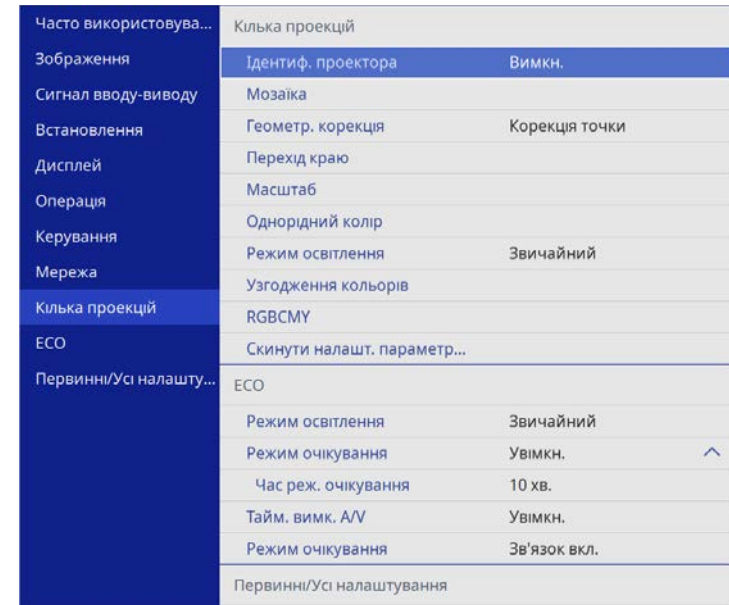 Часто використовува...
Зображення
Сигнал вводу-виводу
Встановлення
Дисплей
Операція
Керування
Мережа
Кілька проекцій
ECO
Первинні/Усі налашту...
Кілька проекцій
Ідентиф. проектора Вимкн.
Мозаїка
Геометр. корекція Корекція точки
Перехід краю
Масштаб
Однорідний колір
Режим освітлення Звичайний
Узгодження кольорів
RGBCMY
Скинути налашт. параметр...
ECO
Режим освітлення Звичайний
Режим очікування Увімкн.
Час реж. очікування 10 хв.
Тайм. вимк. A/V Увімкн.
Режим очікування Зв'язок вкл.
Первинні/Усі налаштування